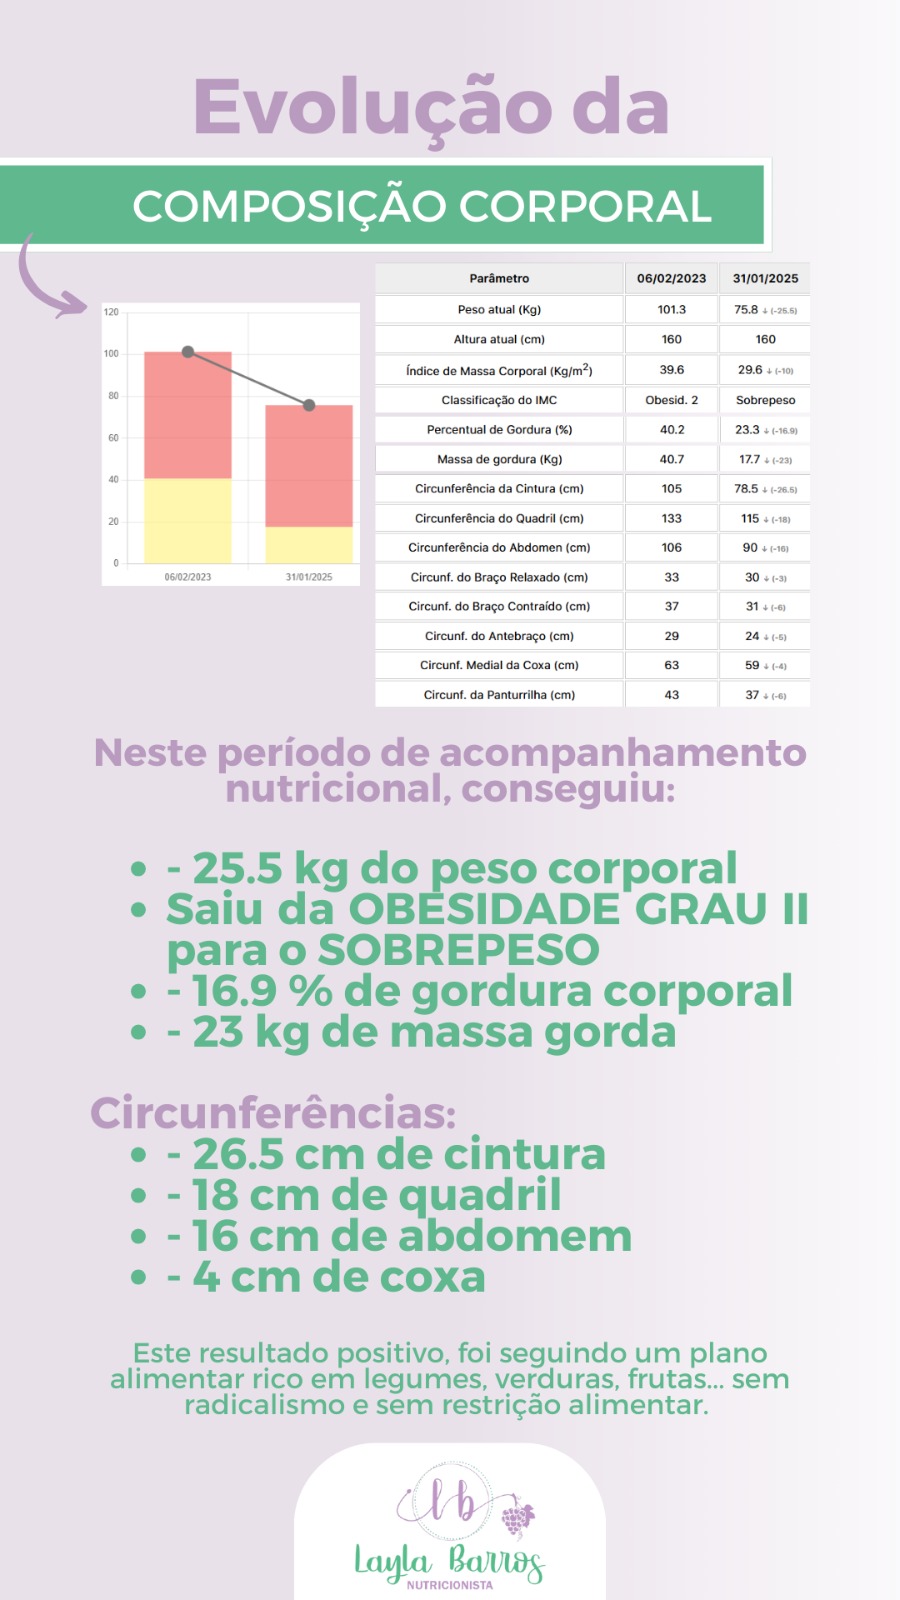 Evolução da
COMPOSIÇÃO CORPORAL
120
100
80
60
40
20
0
06/02/2023 31/01/2025
Parâmetro 06/02/2023 31/01/2025
Peso atual (Kg) 101.3 75.8 ↓ (-25.5)
Altura atual (cm) 160 160
Índice de Massa Corporal (Kg/m²) 39.6 29.6 ↓ (-10)
Classificação do IMC Obesid. 2 Sobrepeso
Percentual de Gordura (%) 40.2 23.3 ↓ (-16.9)
Massa de gordura (Kg) 40.7 17.7 ↓ (-23)
Circunferência da Cintura (cm) 105 78.5 ↓ (-26.5)
Circunferência do Quadril (cm) 133 115 ↓ (-18)
Circunferência do Abdomen (cm) 106 90 ↓ (-16)
Circunf. do Braço Relaxado (cm) 33 30 ↓ (-3)
Circunf. do Braço Contraído (cm) 37 31 ↓ (-6)
Circunf. do Antebraço (cm) 29 24 ↓ (-5)
Circunf. Medial da Coxa (cm) 63 59 ↓ (-4)
Circunf. da Panturrilha (cm) 43 37 ↓ (-6)
Neste período de acompanhamento
nutricional, conseguiu:
• - 25.5 kg do peso corporal
• Saiu da OBESIDADE GRAU II
para o SOBREPESO
• - 16.9 % de gordura corporal
• - 23 kg de massa gorda
Circunferências:
• - 26.5 cm de cintura
• - 18 cm de quadril
• - 16 cm de abdomem
• - 4 cm de coxa
Este resultado positivo, foi seguindo um plano
alimentar rico em legumes, verduras, frutas... sem
radicalismo e sem restrição alimentar.
lb
Layla Barros
NUTRICIONISTA